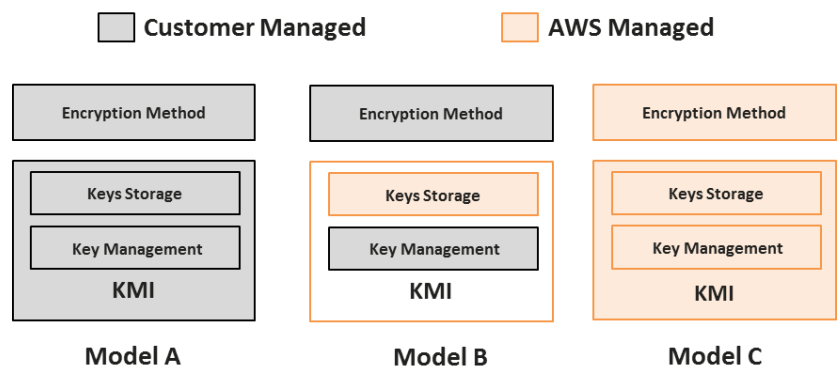 Customer Managed
AWS Managed
Encryption Method
Encryption Method
Encryption Method
Keys Storage
Keys Storage
Keys Storage
Key Management
Key Management
Key Management
KMI
KMI
KMI
Model A
Model B
Model C